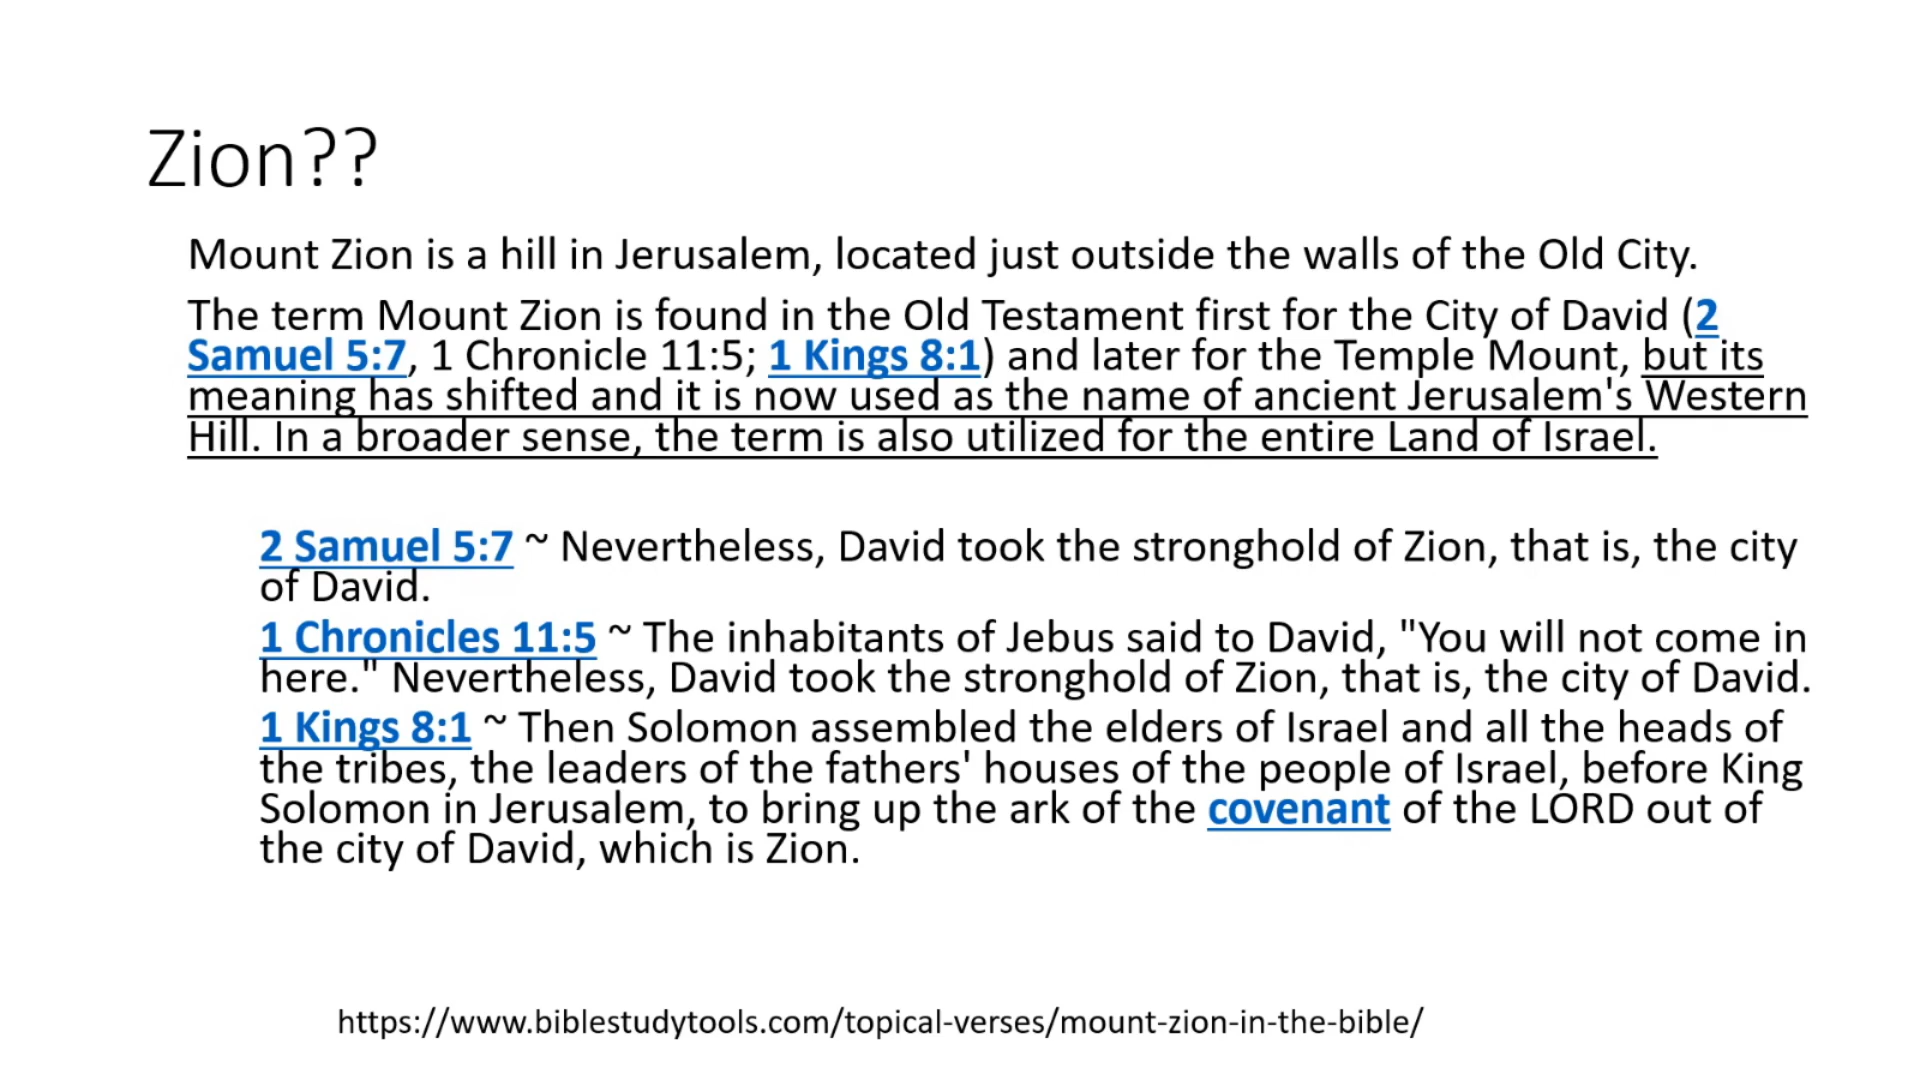 Zion??
Mount Zion is a hill in Jerusalem, located just outside the walls of the Old City.
The term Mount Zion is found in the Old Testament first for the City of David (2
Samuel 5:7, 1 Chronicle 11:5; 1 Kings 8:1) and later for the Temple Mount, but its
meaning has shifted and it is now used as the name of ancient Jerusalem's Western
Hill. In a broader sense, the term is also utilized for the entire Land of Israel.
2 Samuel 5:7 ~ Nevertheless, David took the stronghold of Zion, that is, the city
of David.
1 Chronicles 11:5 ~ The inhabitants of Jebus said to David, "You will not come in
here." Nevertheless, David took the stronghold of Zion, that is, the city of David.
1 Kings 8:1 ~ Then Solomon assembled the elders of Israel and all the heads of
the tribes, the leaders of the fathers' houses of the people of Israel, before King
Solomon in Jerusalem, to bring up the ark of the covenant of the LORD out of
the city of David, which is Zion.
https://www.biblestudytools.com/topical-verses/mount-zion-in-the-bible/